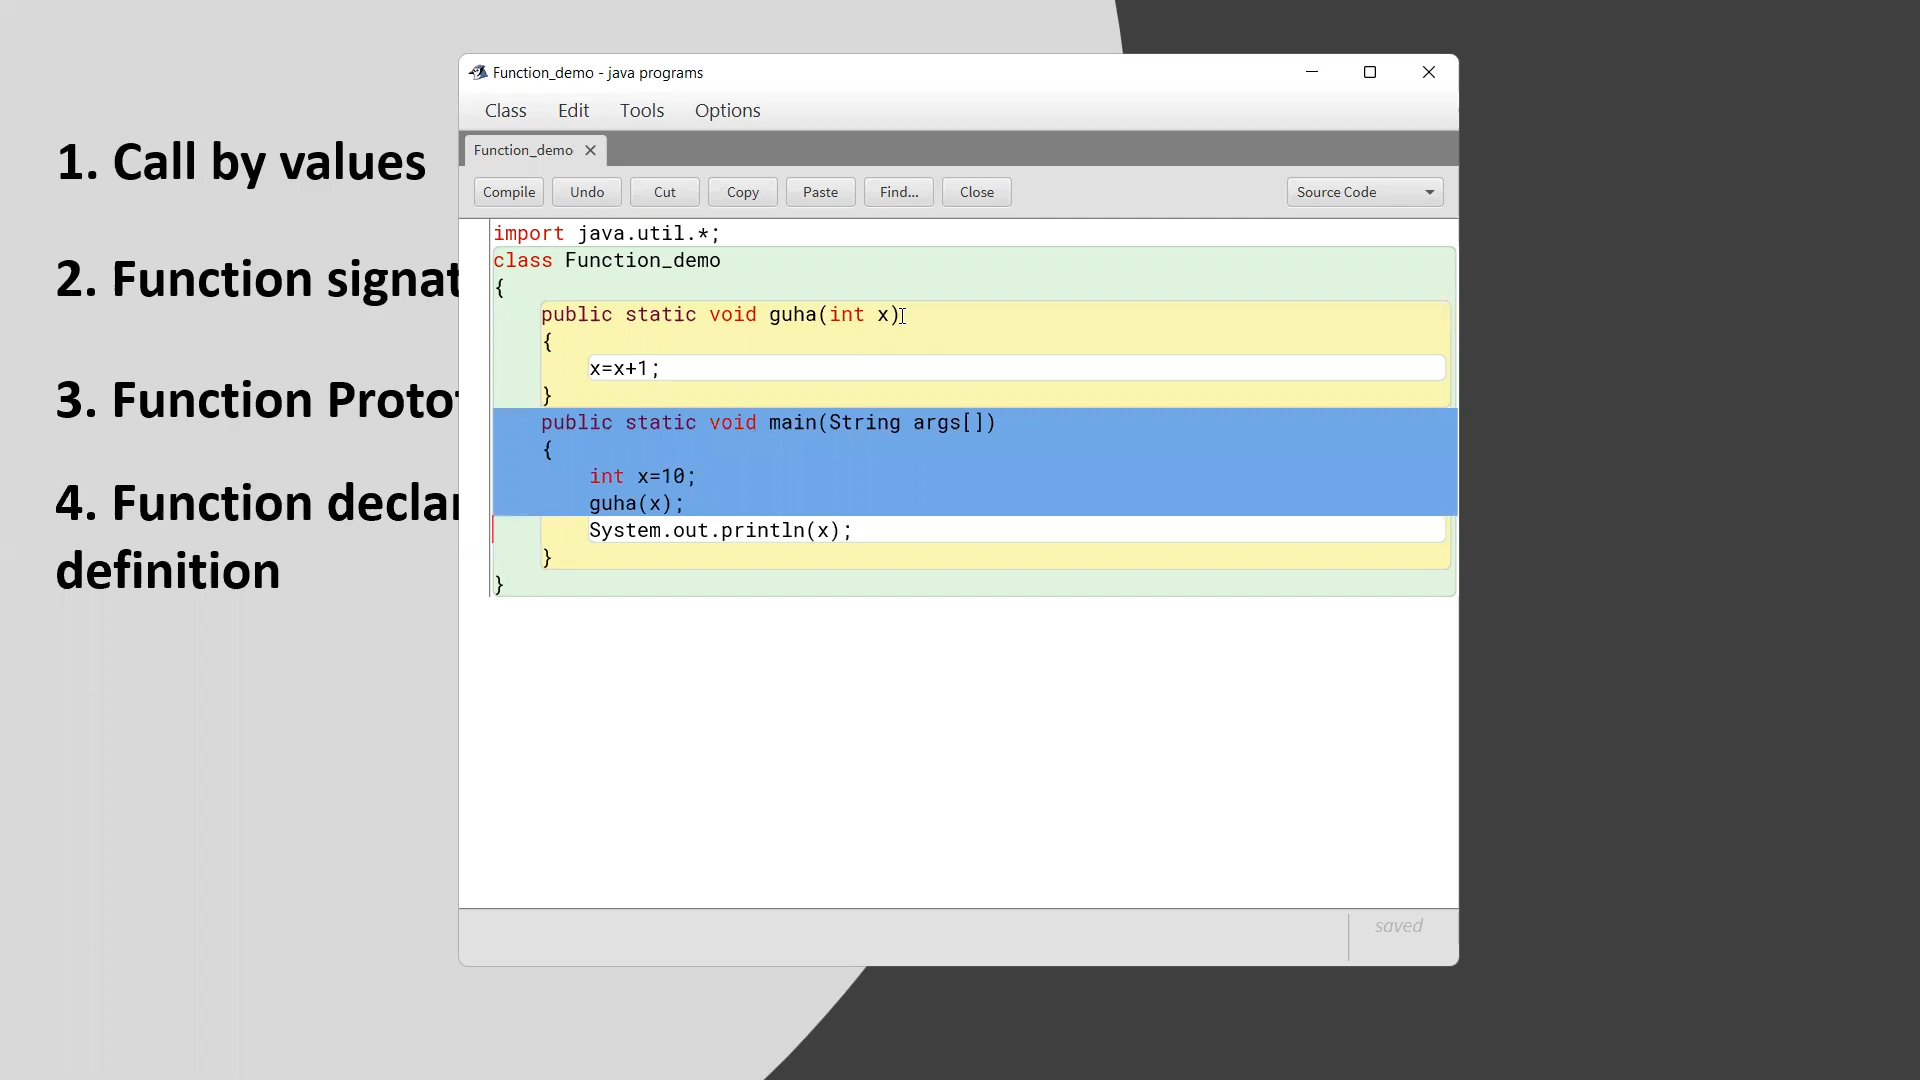 1. Call by values
2. Function signat
3. Function Protot
4. Function declar
definition
Function_demo - java programs
Class Edit Tools Options
Function_demo
Compile Undo Cut Copy Paste Find... Close Source Code
import java.util.*;
class Function_demo
{
public static void guha(int x)
{
x=x+1;
}
public static void main(String args[])
{
int x=10;
guha(x);
System.out.println(x);
}
}
saved